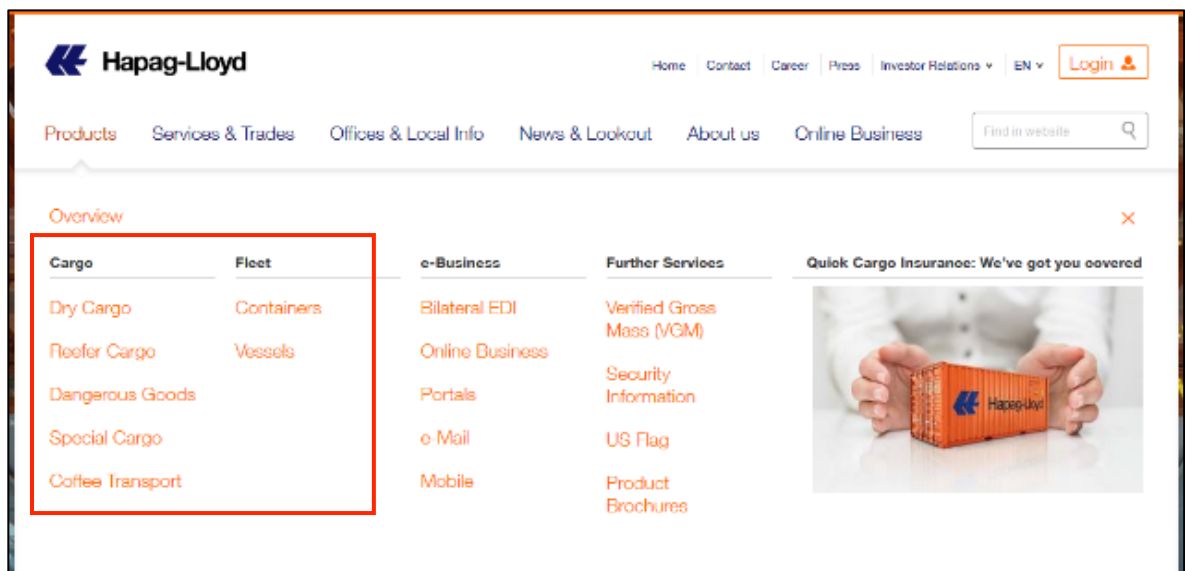 Hapag-Lloyd
Home
Contact
Career
Press
Investor Relations
EN
Login
Products
Services & Trades
Offices & Local Info
News & Lookout
About us
Online Business
Find in website
Overview
Cargo
Dry Cargo
Reefer Cargo
Dangerous Goods
Special Cargo
Coffee Transport
Fleet
Containers
Vessels
e-Business
Bilateral EDI
Online Business
Portals
e-Mail
Mobile
Further Services
Verified Gross
Mass (VGM)
Security
Information
US Flag
Product
Brochures
Quick Cargo Insurance: We've got you covered
Hapag-Lloyd